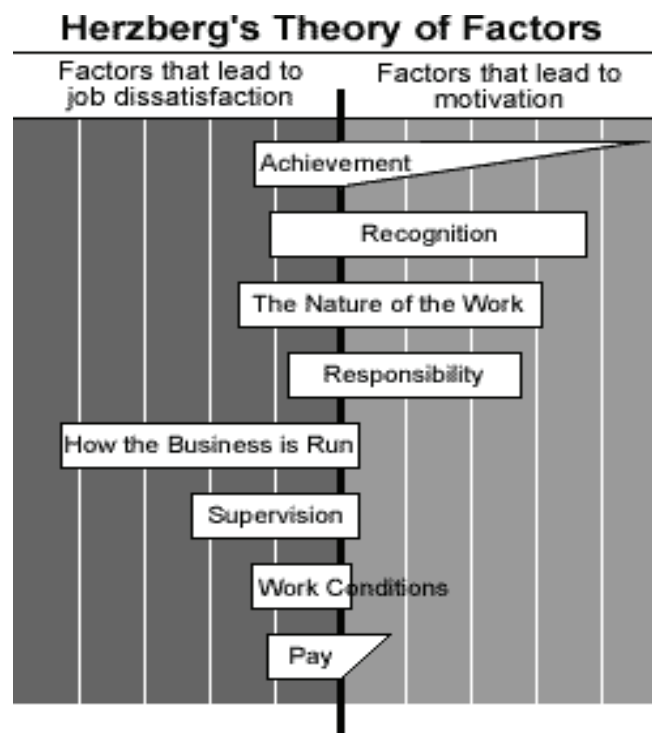 Herzberg's Theory of Factors
Factors that lead to
job dissatisfaction
Factors that lead to
motivation
Achievement
Recognition
The Nature of the Work
Responsibility
How the Business is Run
Supervision
Work Conditions
Pay